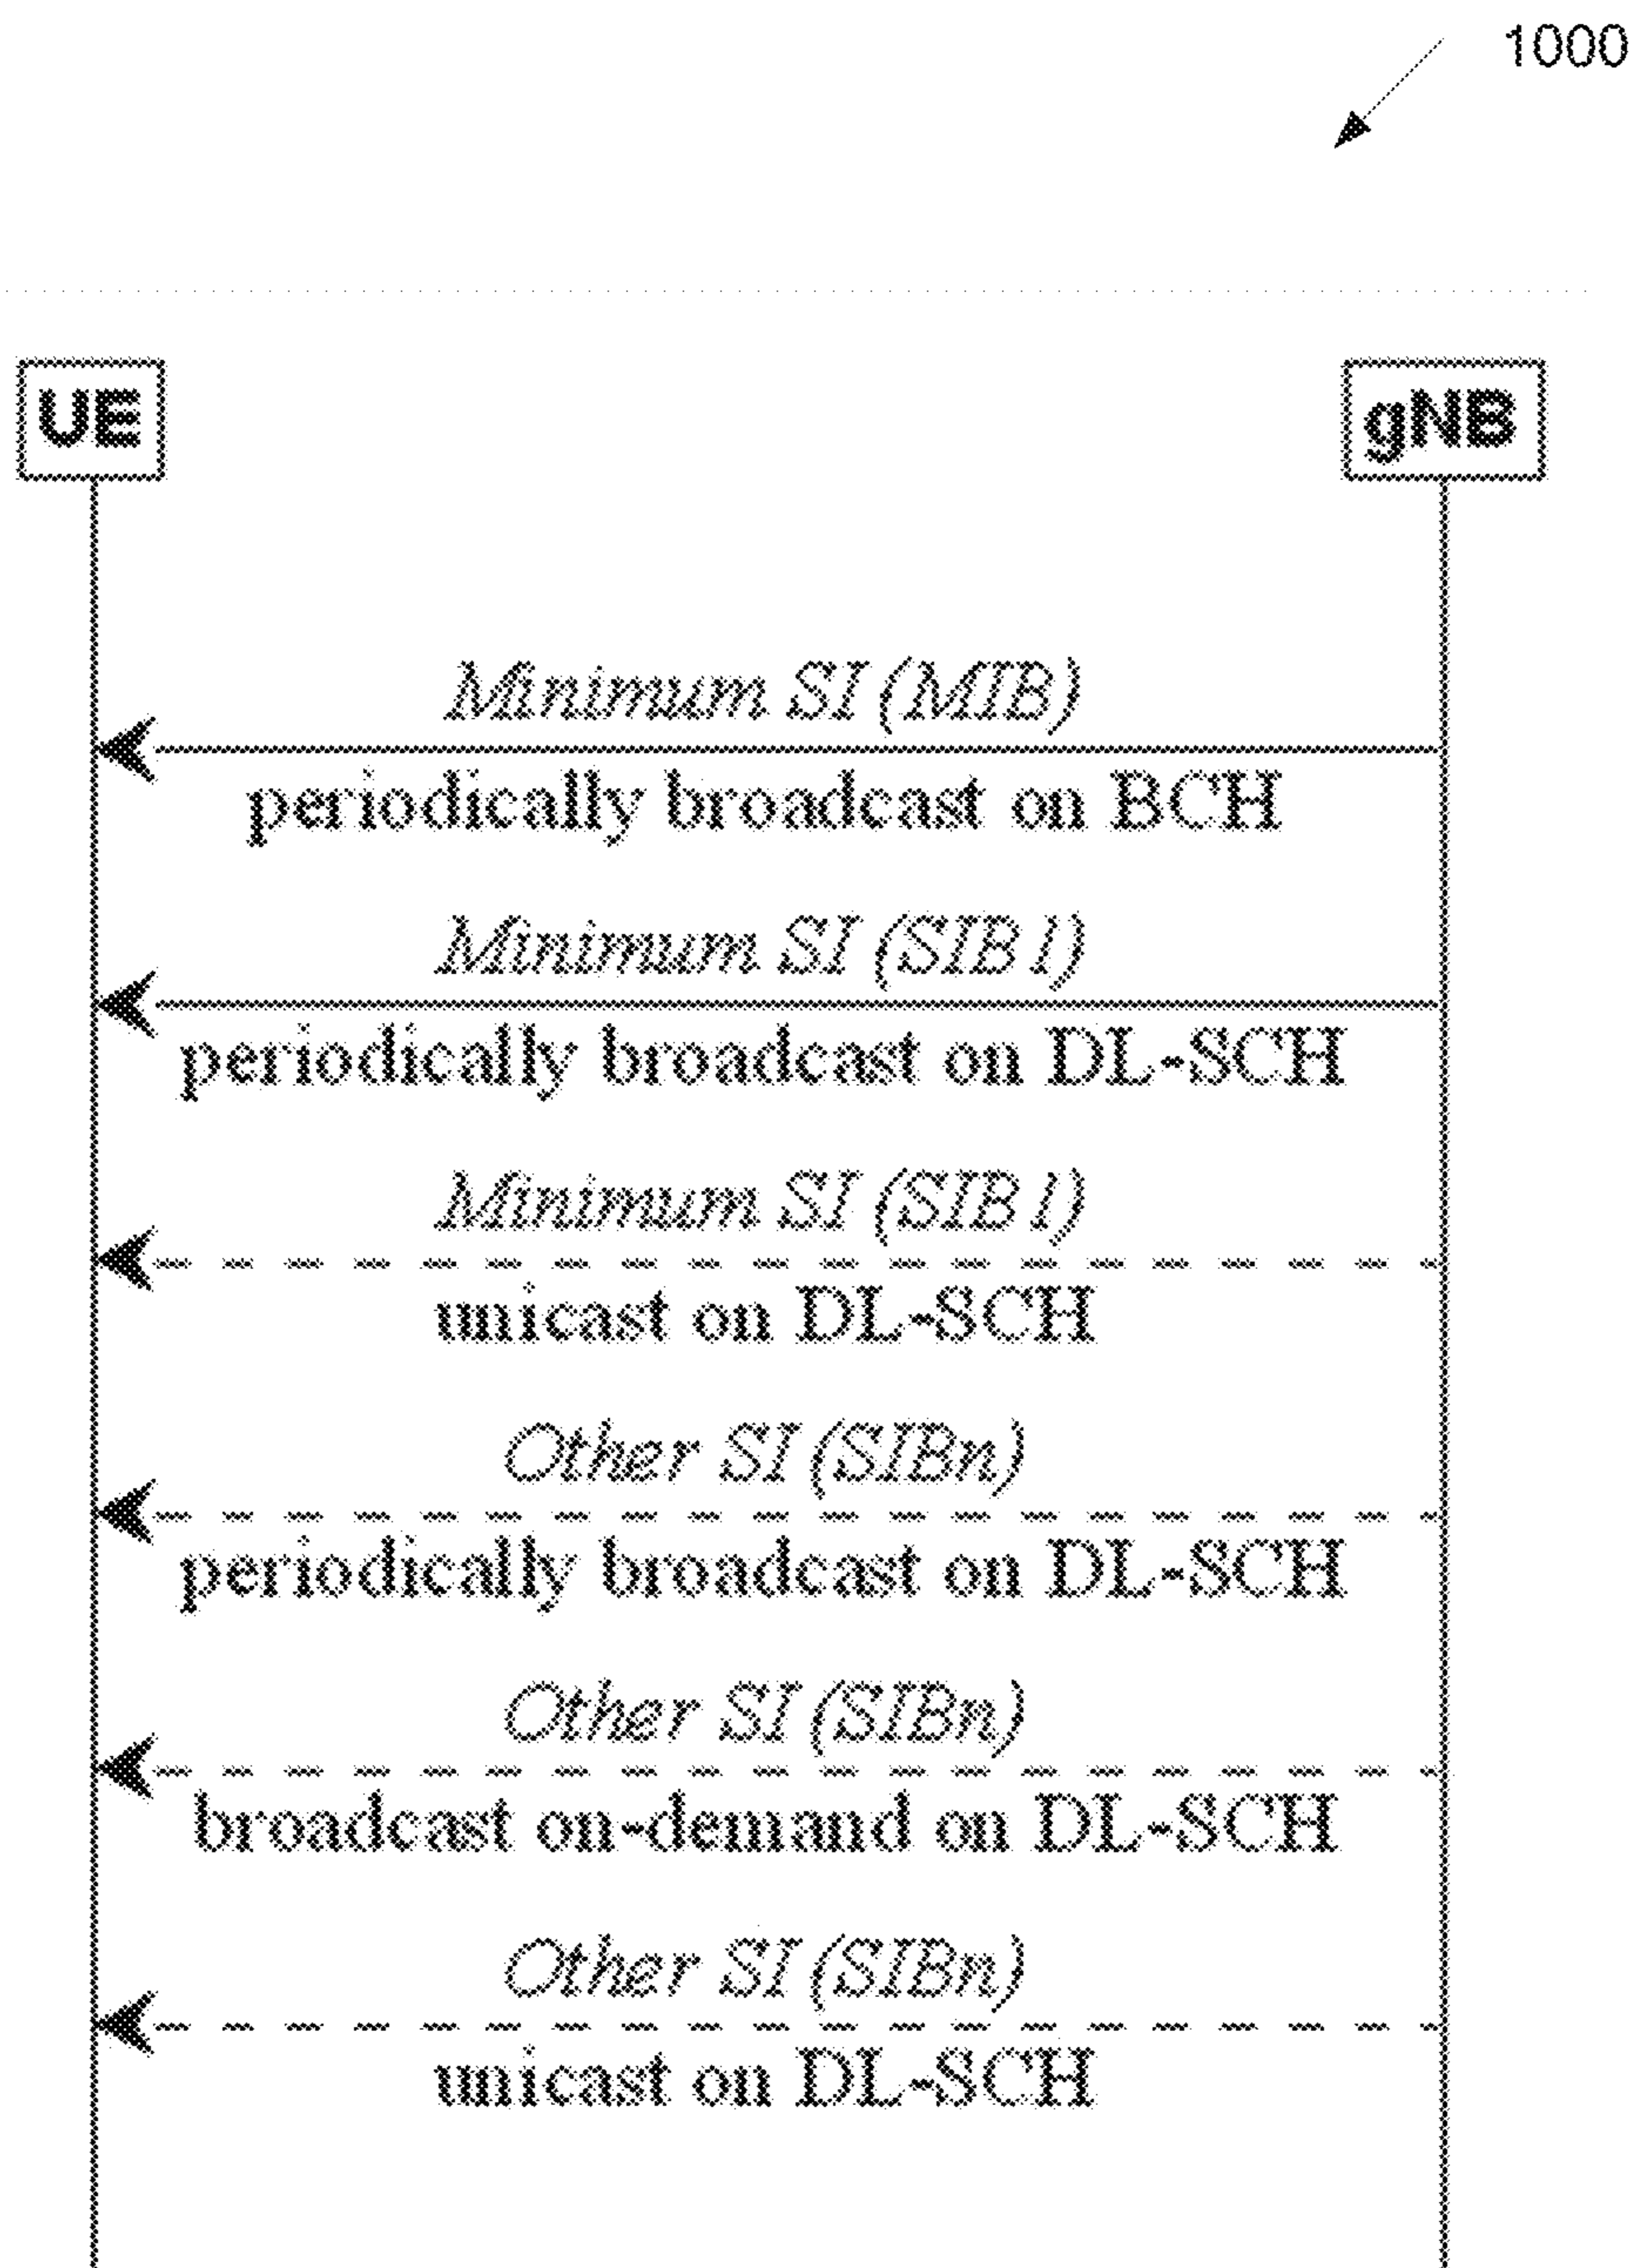 1000
UE
gNB
Minimum SI (MIB)
periodically broadcast on BCH
Minimum SI (SIB1)
periodically broadcast on DL-SCH
Minimum SI (SIB1)
unicast on DL-SCH
Other SI (SIBn)
periodically broadcast on DL-SCH
Other SI (SIBn)
broadcast on-demand on DL-SCH
Other SI (SIBn)
unicast on DL-SCH